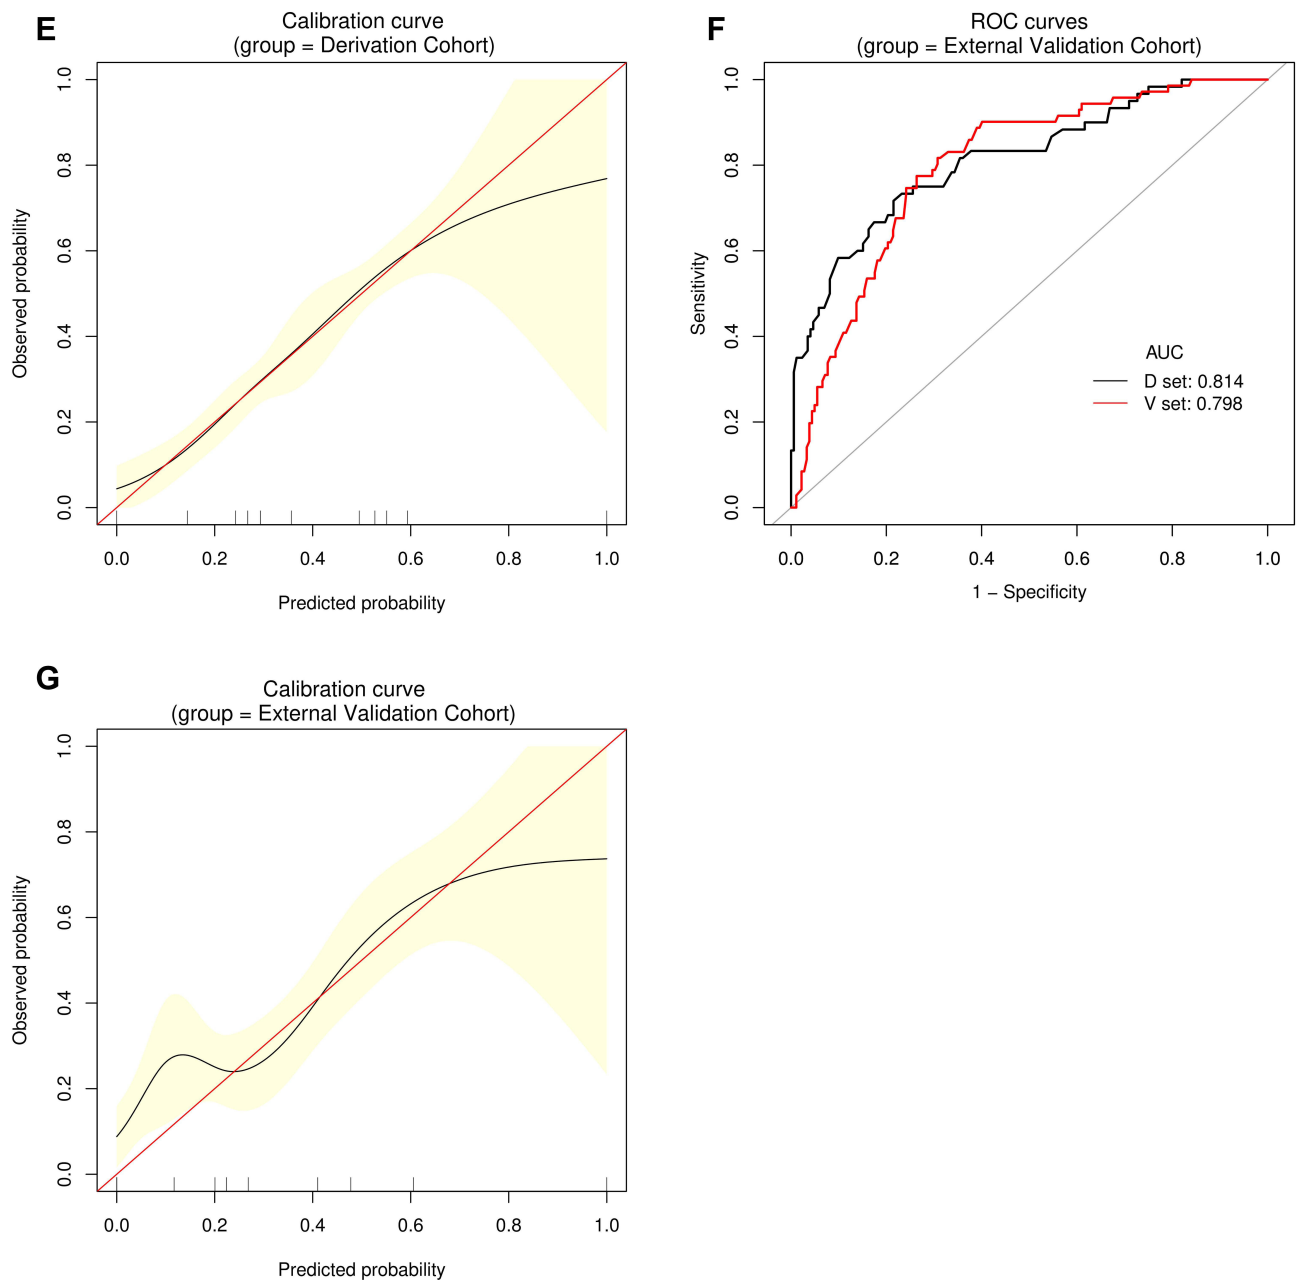 E
Calibration curve
(group = Derivation Cohort)
Observed probability
1.0
0.8
0.6
0.4
0.2
0.0
0.0 0.2 0.4 0.6 0.8 1.0
Predicted probability
F
ROC curves
(group = External Validation Cohort)
Sensitivity
1.0
0.8
0.6
0.4
0.2
0.0
AUC
D set: 0.814
V set: 0.798
0.0 0.2 0.4 0.6 0.8 1.0
1 − Specificity
G
Calibration curve
(group = External Validation Cohort)
Observed probability
1.0
0.8
0.6
0.4
0.2
0.0
0.0 0.2 0.4 0.6 0.8 1.0
Predicted probability